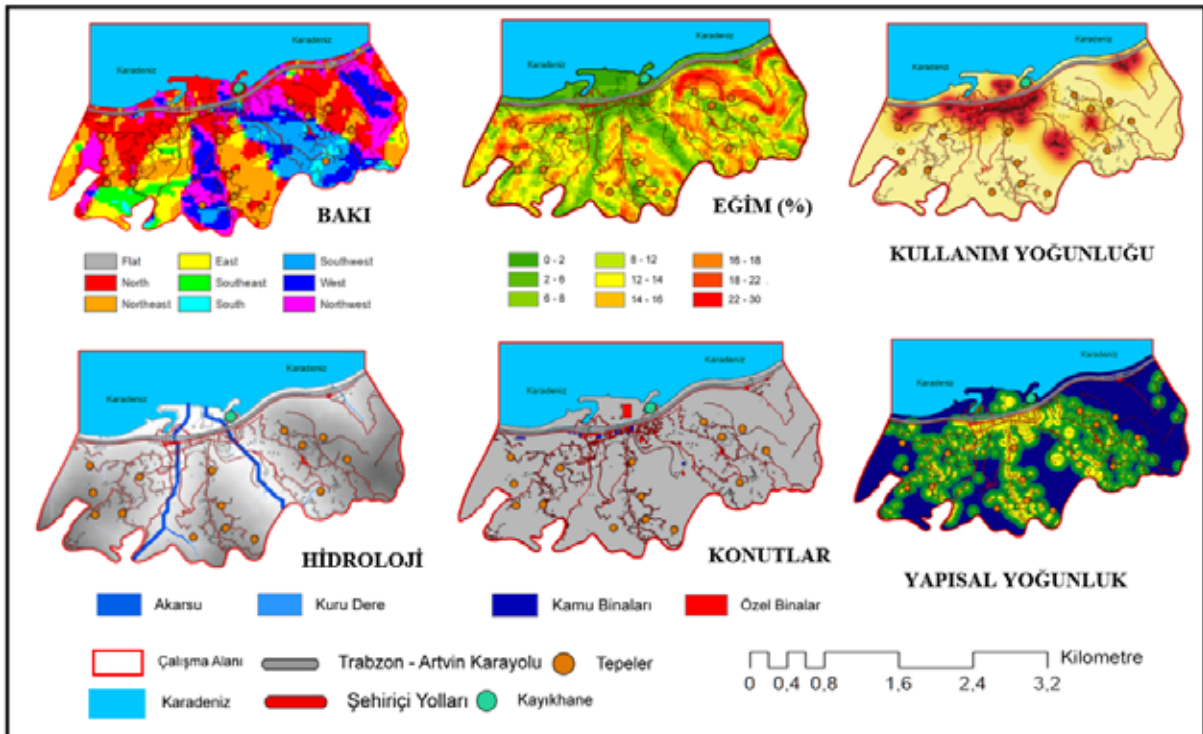 Karadeniz
Karadeniz
BAKI
Flat
East
Southwest
North
Southeast
West
Northeast
South
Northwest
Karadeniz
Karadeniz
EĞİM (%)
0 - 2
8 - 12
16 - 18
2 - 6
12 - 14
18 - 22
6 - 8
14 - 16
22 - 30
Karadeniz
Karadeniz
KULLANIM YOĞUNLUĞU
Karadeniz
Karadeniz
HİDROLOJİ
Akarsu
Kuru Dere
Karadeniz
Karadeniz
KONUTLAR
Kamu Binaları
Özel Binalar
Karadeniz
Karadeniz
YAPISAL YOĞUNLUK
Çalışma Alanı
Trabzon - Artvin Karayolu
Tepeler
Karadeniz
Şehiriçi Yolları
Kayıkhane
Kilometre
0 0,4 0,8 1,6 2,4 3,2